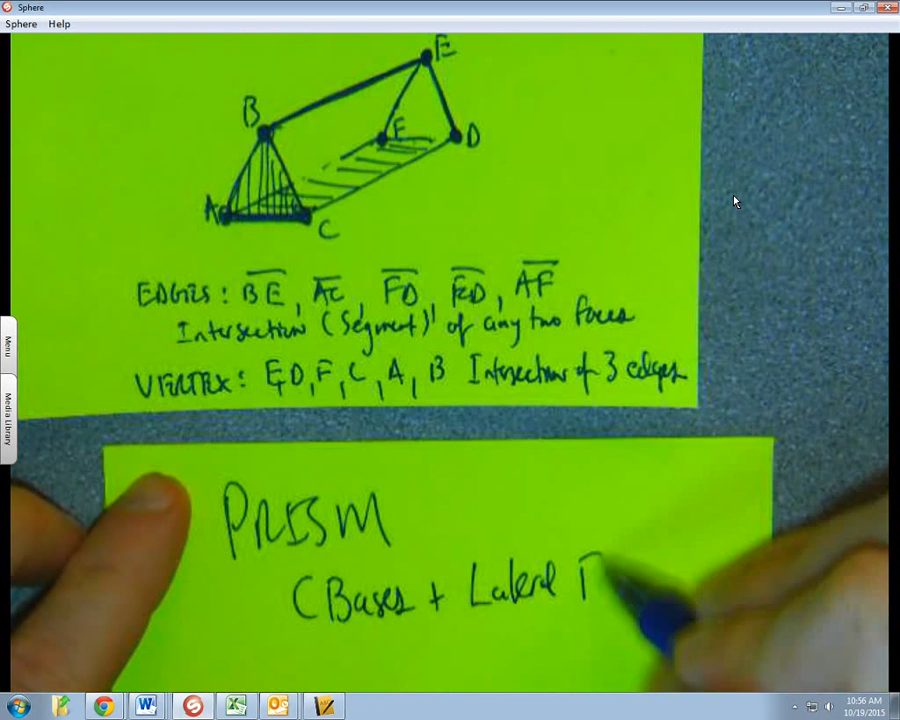 Sphere
Sphere Help
E
B
F
D
A
C
EDGES: BE, AC, FD, ED, AF
Intersection (Segment) of any two faces
VERTEX: E, D, F, C, A, B Intersection of 3 edges
Menu
Media Library
PRISM
(Bases + Lateral F
10:56 AM
10/19/2015